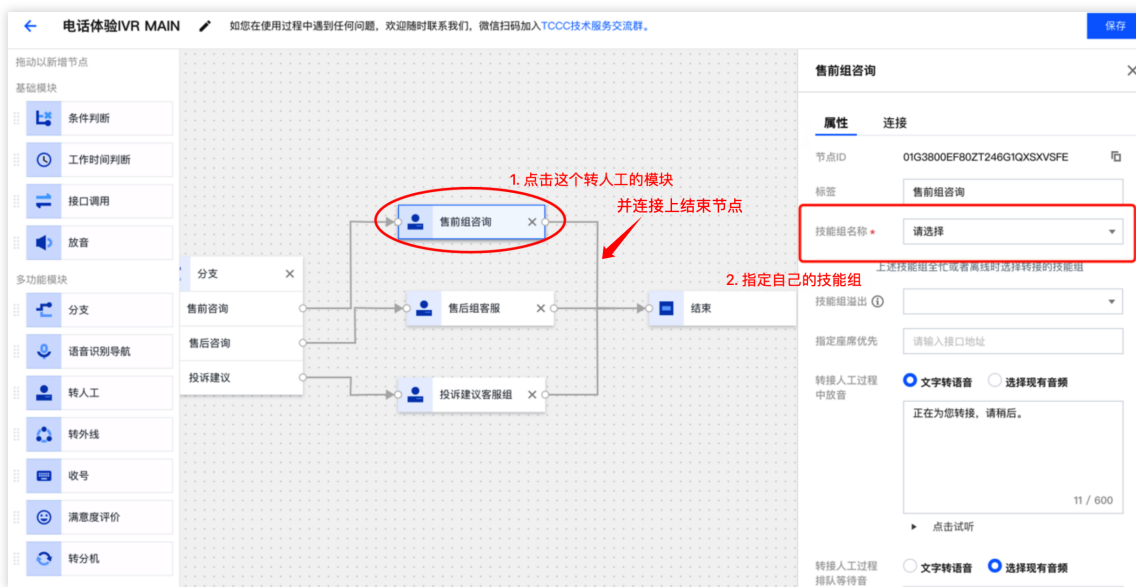 电话体验IVR MAIN
如您在使用过程中遇到任何问题，欢迎随时联系我们，微信扫码加入TCCC技术服务交流群。
保存
拖动以新增节点
基础模块
条件判断
工作时间判断
接口调用
放音
多功能模块
分支
语音识别导航
转人工
转外线
收号
满意度评价
转分机
分支
售前咨询
售后咨询
投诉建议
1. 点击这个转人工的模块
并连接上结束节点
售前组咨询
售后组客服
投诉建议客服组
结束
2. 指定自己的技能组
售前组咨询
属性 连接
节点ID 01G3800EF80ZT246G1QXSXVSFE
标签 售前组咨询
技能组名称 * 请选择
上述技能组全忙或者离线时选择转接的技能组
技能组溢出
指定座席优先 请输入接口地址
转接人工过程 文字转语音 选择现有音频
中放音
正在为您转接，请稍后。
11 / 600
点击试听
转接人工过程 文字转语音 选择现有音频
排队等待音